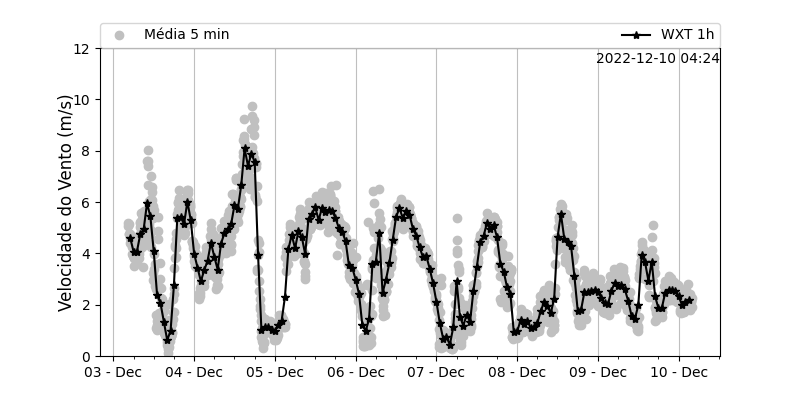 Média 5 min
WXT 1h
2022-12-10 04:24
Velocidade do Vento (m/s)
12
10
8
6
4
2
0
03 - Dec
04 - Dec
05 - Dec
06 - Dec
07 - Dec
08 - Dec
09 - Dec
10 - Dec